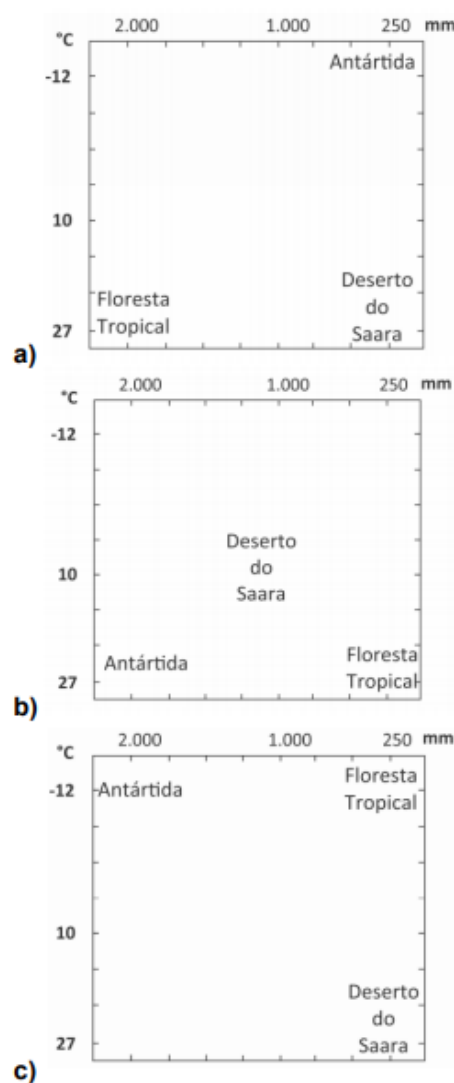 °C 2.000 1.000 250 mm
Antártida
-12
10
Deserto
Floresta do
Tropical Saara
27
a)
°C 2.000 1.000 250 mm
-12
Deserto
do
10
Saara
Floresta
Antártida
Tropical
27
b)
°C 2.000 1.000 250 mm
Floresta
-12 Antártida
Tropical
10
Deserto
do
27
Saara
c)